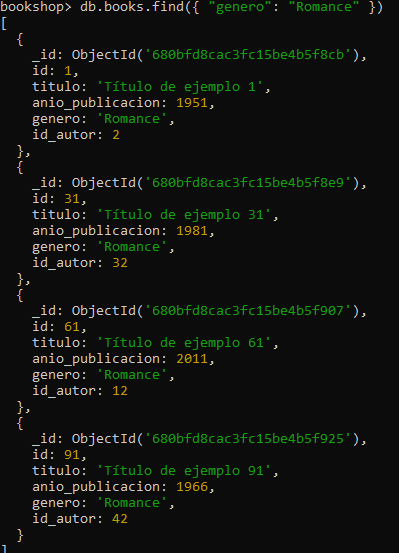 bookshop> db.books.find({ "genero": "Romance" })
[
  {
    _id: ObjectId('680bfd8cac3fc15be4b5f8cb'),
    id: 1,
    titulo: 'Título de ejemplo 1',
    anio_publicacion: 1951,
    genero: 'Romance',
    id_autor: 2
  },
  {
    _id: ObjectId('680bfd8cac3fc15be4b5f8e9'),
    id: 31,
    titulo: 'Título de ejemplo 31',
    anio_publicacion: 1981,
    genero: 'Romance',
    id_autor: 32
  },
  {
    _id: ObjectId('680bfd8cac3fc15be4b5f907'),
    id: 61,
    titulo: 'Título de ejemplo 61',
    anio_publicacion: 2011,
    genero: 'Romance',
    id_autor: 12
  },
  {
    _id: ObjectId('680bfd8cac3fc15be4b5f925'),
    id: 91,
    titulo: 'Título de ejemplo 91',
    anio_publicacion: 1966,
    genero: 'Romance',
    id_autor: 42
  }
]